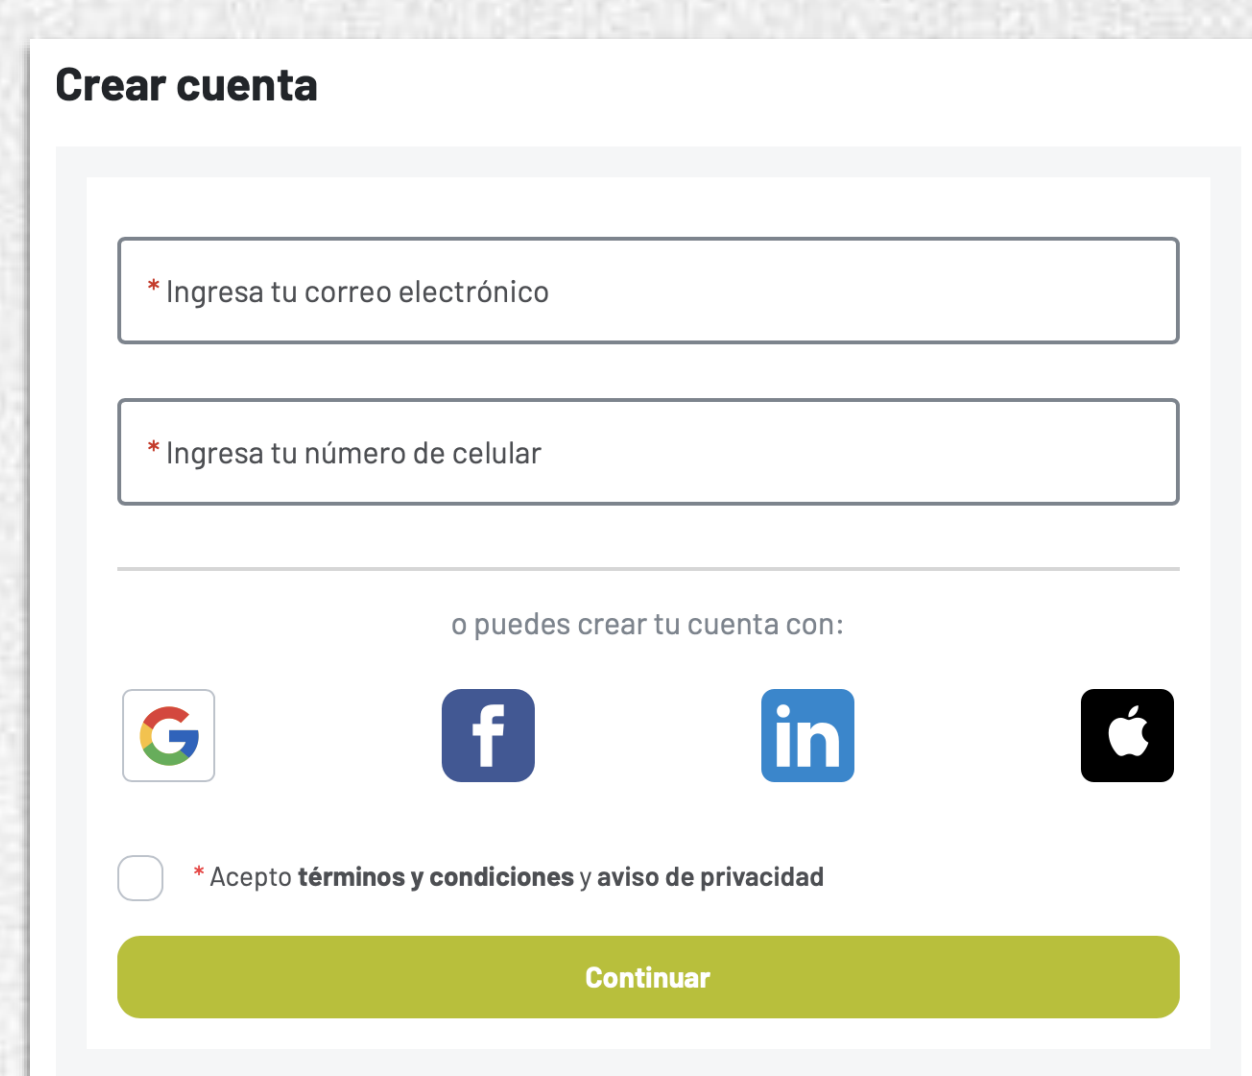 Crear cuenta
* Ingresa tu correo electrónico
* Ingresa tu número de celular
o puedes crear tu cuenta con:
G f in
* Acepto términos y condiciones y aviso de privacidad
Continuar